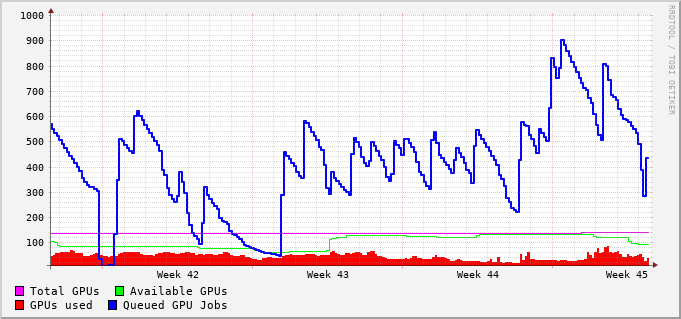 1000
900
800
700
600
500
400
300
200
100
Week 42 Week 43 Week 44 Week 45
Total GPUs Available GPUs
GPUs used Queued GPU Jobs
RRDTOOL / TOBI OETIKER